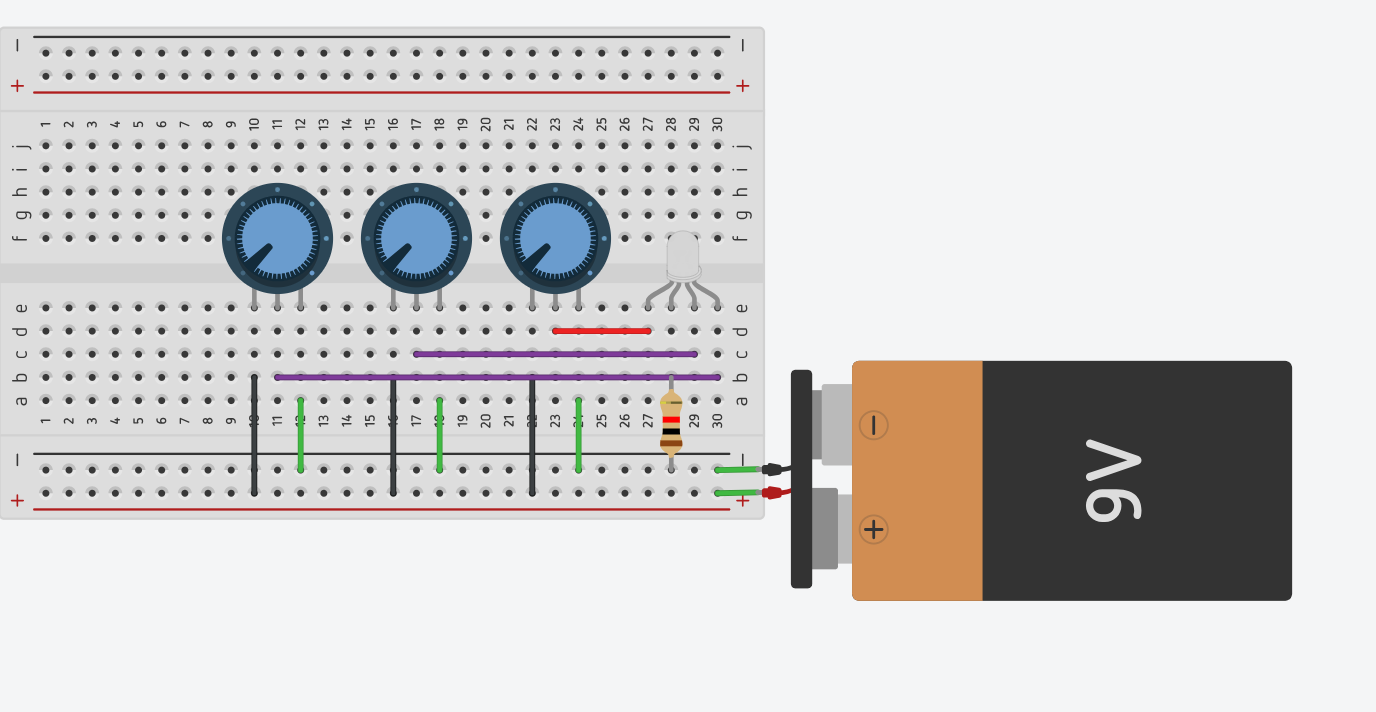 − −
+ +
1 2 3 4 5 6 7 8 9 10 11 12 13 14 15 16 17 18 19 20 21 22 23 24 25 26 27 28 29 30
j j
i i
h h
g g
f f
e e
d d
c c
b b
a a
1 2 3 4 5 6 7 8 9 10 11 12 13 14 15 16 17 18 19 20 21 22 23 24 25 26 27 28 29 30
− −
+ +
−
+
9V